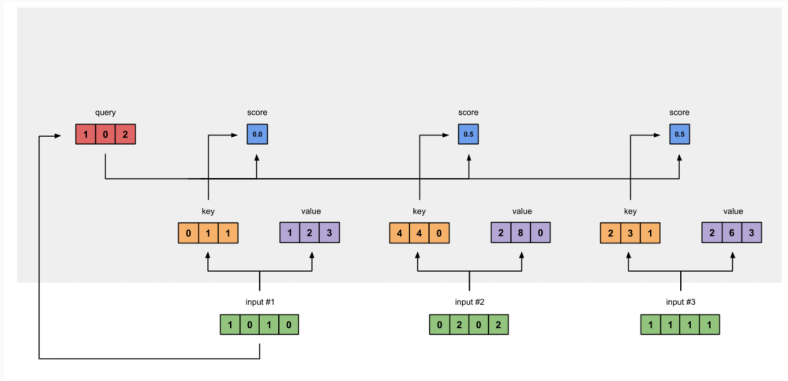 query score score score
1 0 2 0.0 0.5 0.5
key value key value key value
0 1 1 1 2 3 4 4 0 2 8 0 2 3 1 2 6 3
input #1 input #2 input #3
1 0 1 0 0 2 0 2 1 1 1 1